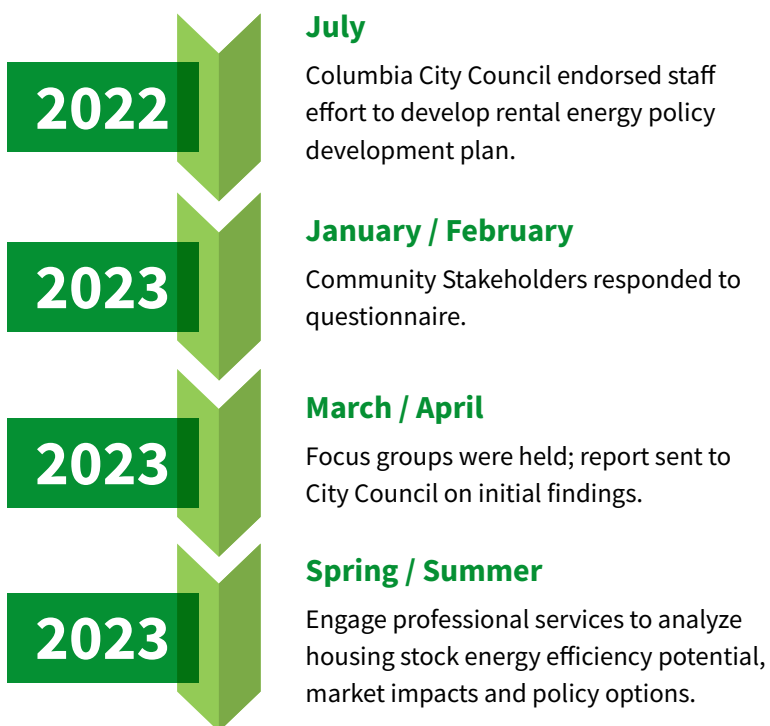 July
2022
Columbia City Council endorsed staff
effort to develop rental energy policy
development plan.
January / February
2023
Community Stakeholders responded to
questionnaire.
March / April
2023
Focus groups were held; report sent to
City Council on initial findings.
Spring / Summer
2023
Engage professional services to analyze
housing stock energy efficiency potential,
market impacts and policy options.